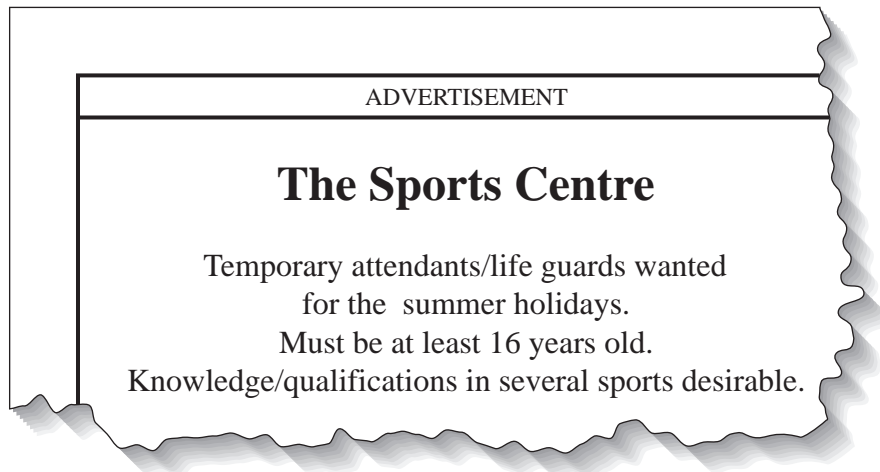 ADVERTISEMENT
The Sports Centre
Temporary attendants/life guards wanted
for the summer holidays.
Must be at least 16 years old.
Knowledge/qualifications in several sports desirable.